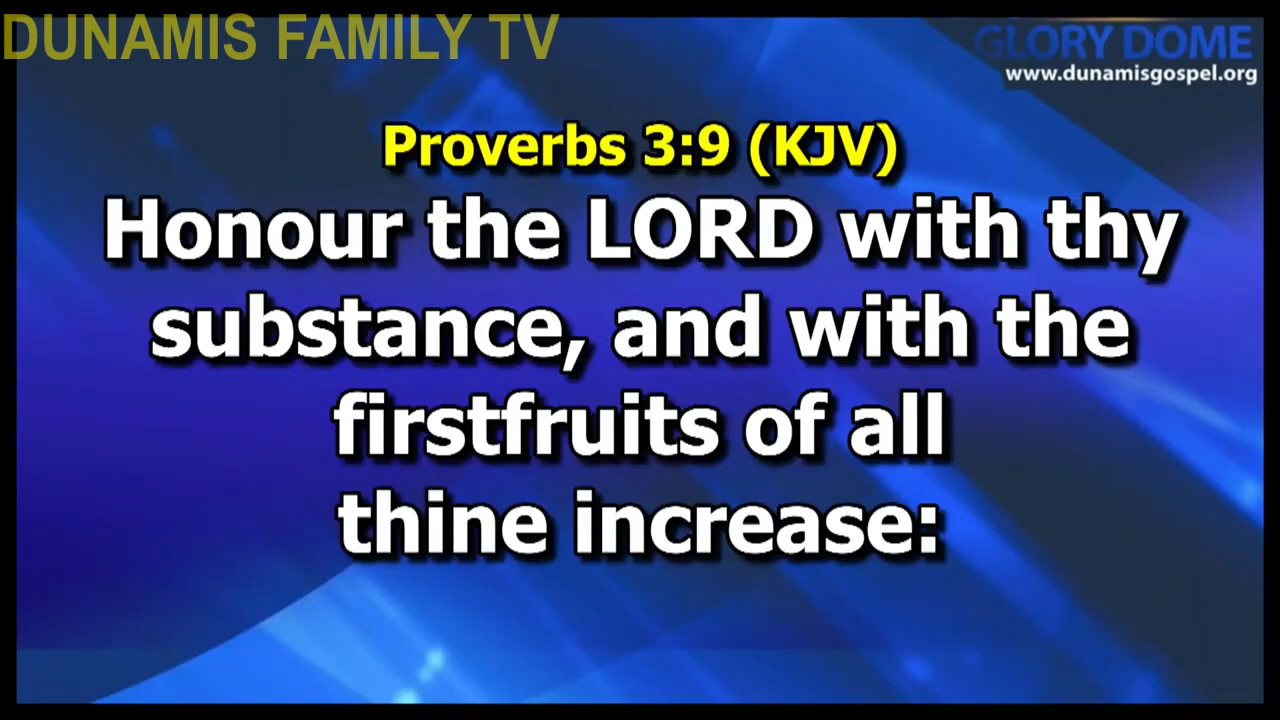 DUNAMIS FAMILY TV
GLORY DOME
www.dunamisgospel.org
Proverbs 3:9 (KJV)
Honour the LORD with thy
substance, and with the
firstfruits of all
thine increase: